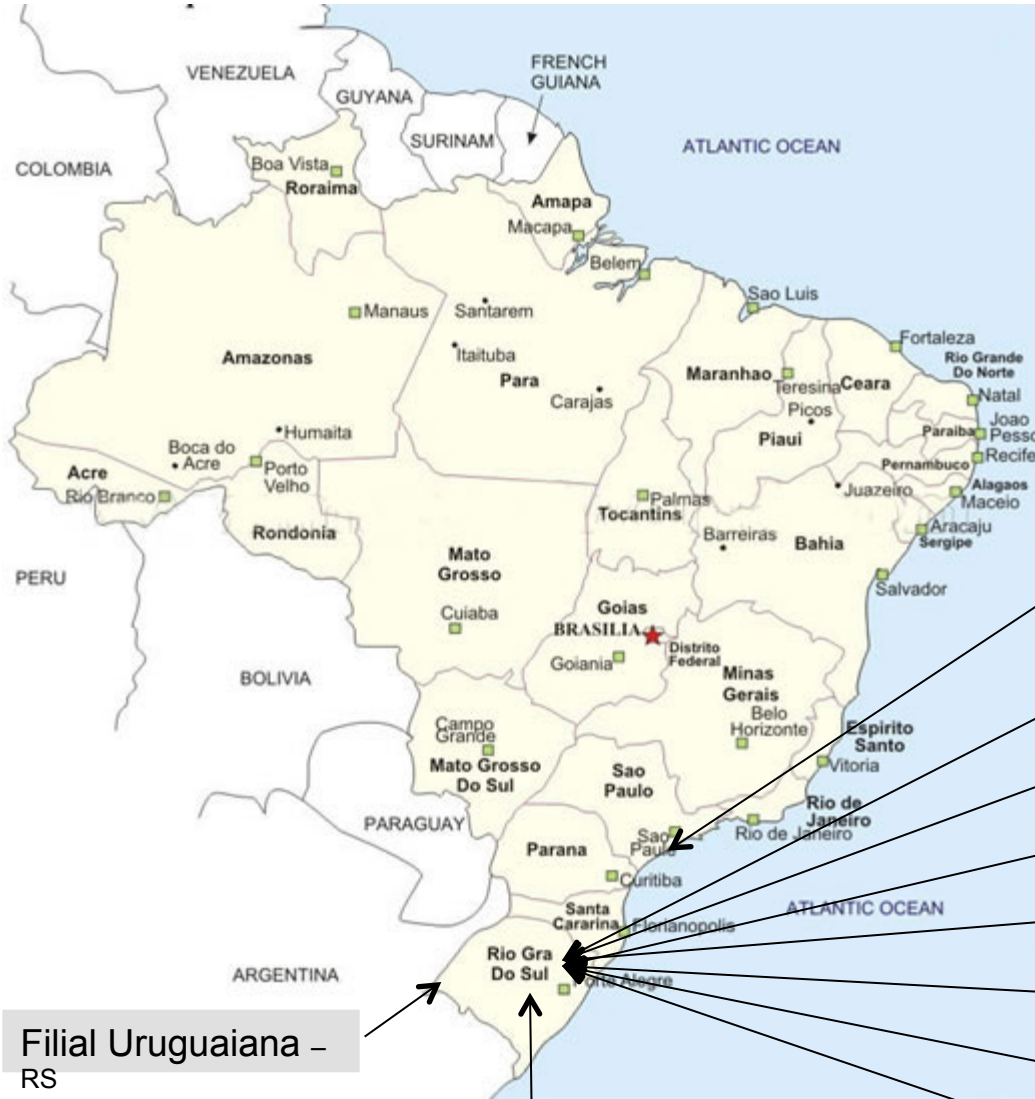 VENEZUELA
FRENCH
GUIANA
GUYANA
SURINAM
ATLANTIC OCEAN
COLOMBIA
Boa Vista
Roraima
Amapa
Macapa
Belem
Sao Luis
Manaus
Santarem
Fortaleza
Amazonas
Itaituba
Para
Rio Grande
Do Norte
Maranhao
Teresina
Ceara
Carajas
Natal
Picos
Joao
Pesso
Humaita
Piaui
Paraiba
Boca do
Acre
Recife
Acre
Porto
Velho
Pernambuco
Rio Branco
Juazeiro
Alagaos
Maceio
Palmas
Tocantins
Aracaju
Rondonia
Barreiras
Bahia
Sergipe
Mato
Grosso
PERU
Salvador
Cuiaba
Goias
BRASILIA
Distrito
Federal
Goiania
Minas
Gerais
BOLIVIA
Belo
Horizonte
Campo
Grande
Espirito
Santo
Mato Grosso
Do Sul
Sao
Paulo
Vitoria
Rio de
Janeiro
PARAGUAY
Sao
Paulo
Rio de Janeiro
Parana
Curitiba
Santa
Cararina
ATLANTIC OCEAN
Florianopolis
Rio Gra
Do Sul
ARGENTINA
Porte Alegre
Filial Uruguaiana –
RS